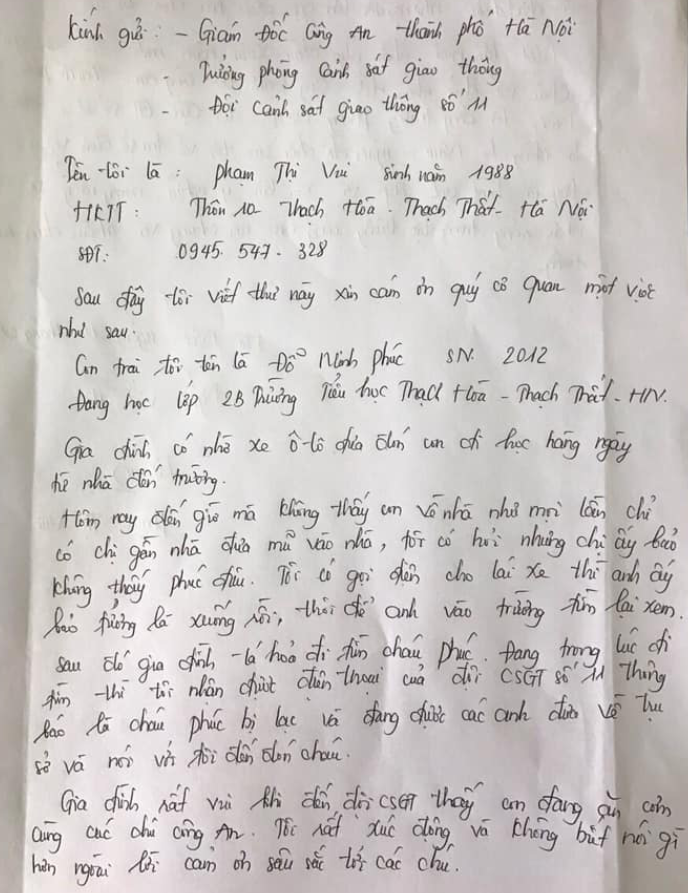 Kính gửi: - Giám Đốc Công An thành phố Hà Nội
- Trưởng phòng Cảnh sát giao thông
- Đội Cảnh sát giao thông số 11
Tên tôi là: Phạm Thị Vui sinh năm 1988
HKTT: Thôn 10 - Thạch Hòa - Thạch Thất - Hà Nội
SĐT: 0945. 547. 328
Sau đây tôi viết thư này xin cảm ơn quý cơ quan một việc
như sau.
Con trai tôi tên là Đỗ Minh Phúc SN. 2012
Đang học lớp 2B Trường Tiểu học Thạch Hòa - Thạch Thất - HN.
Gia đình có nhờ xe ô tô đưa đón con đi học hàng ngày
từ nhà đến trường.
Hôm nay đến giờ mà không thấy con về nhà như mọi lần chỉ
có chị gần nhà đưa mũ vào nhà, tôi có hỏi nhưng chị ấy bảo
không thấy Phúc đâu. Tôi có gọi điện cho lái xe thì anh ấy
bảo tưởng là xuống rồi, thôi để anh vào trường tìm lại xem.
Sau đó gia đình tá hoả đi tìm cháu Phúc. Đang trong lúc đi
tìm thì tôi nhận được điện thoại của đội CSGT số 11 thông
báo là cháu Phúc bị lạc và đang được các anh đưa về trụ
sở và nói với tôi đến đón cháu.
Gia đình rất vui khi đến đội CSGT thấy con đang ăn cơm
cùng các chú công An. Tôi rất xúc động và không biết nói gì
hơn ngoài lời cảm ơn sâu sắc tới các chú.